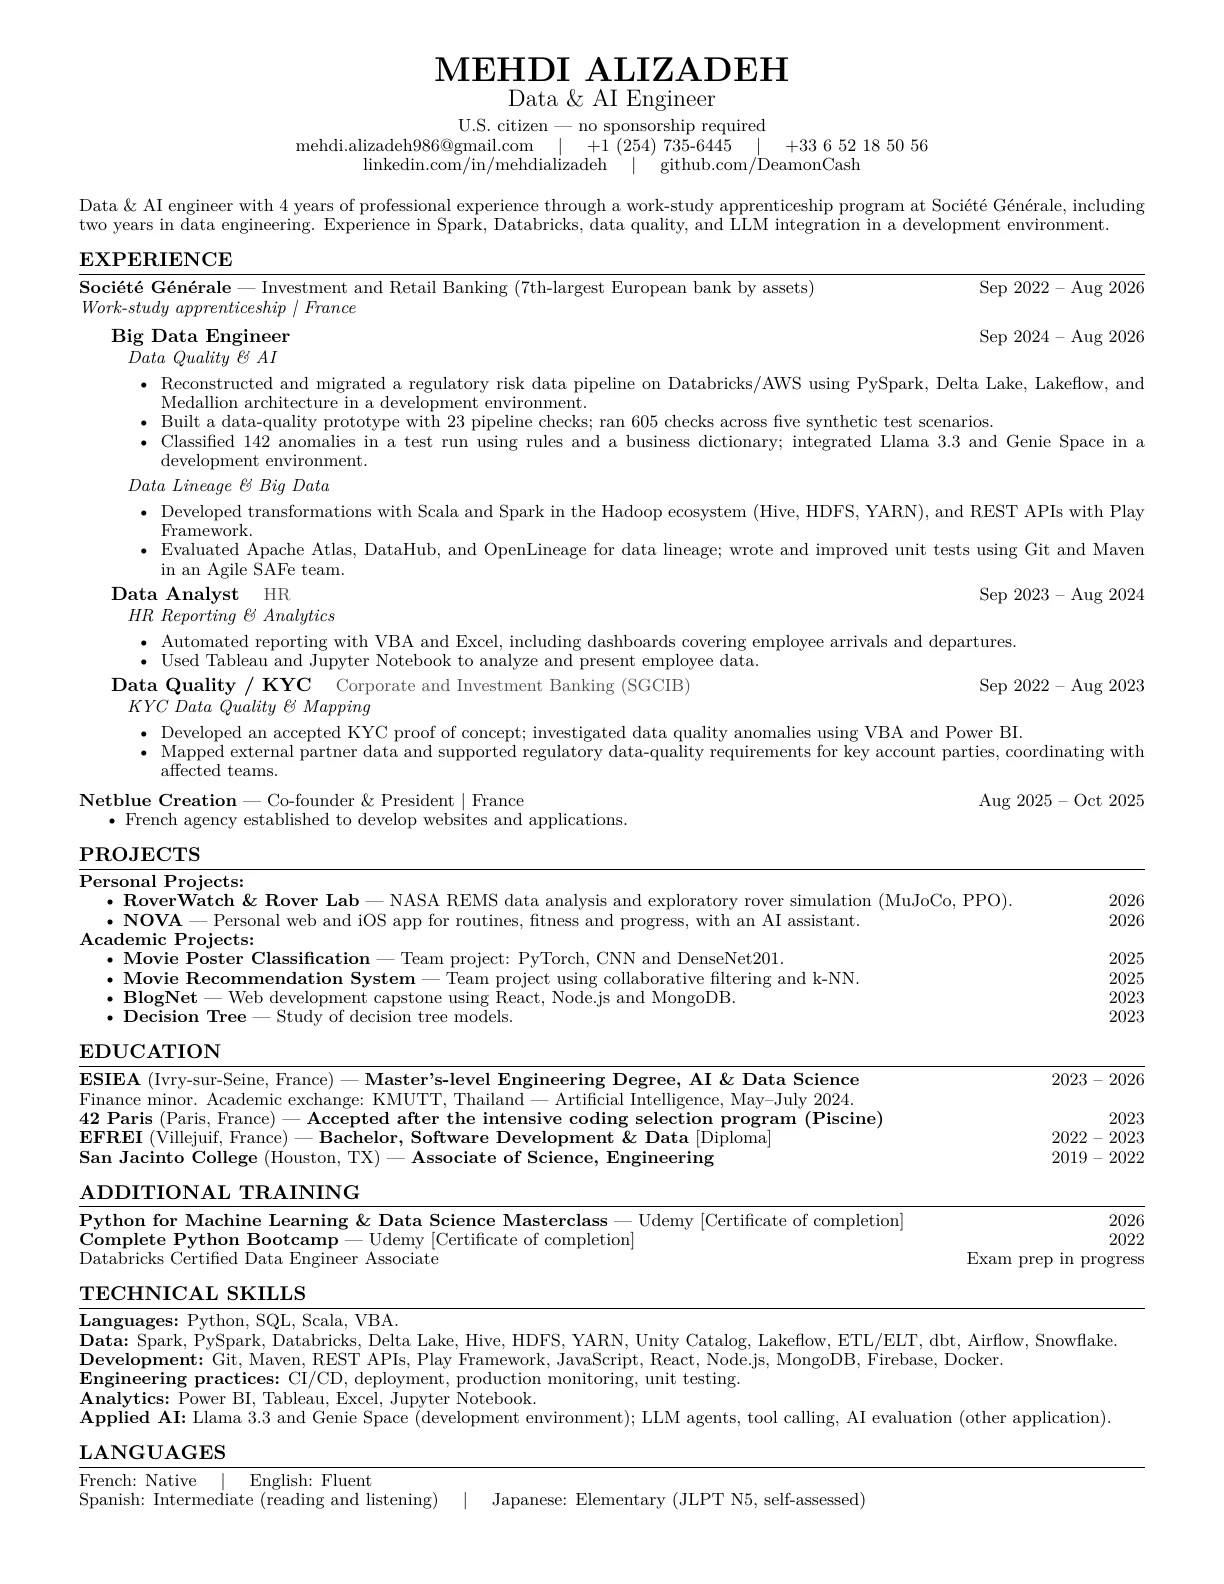 MEHDI ALIZADEH
Data & AI Engineer
U.S. citizen — no sponsorship required
mehdi.alizadeh986@gmail.com | +1 (254) 735-6445 | +33 6 52 18 50 56
linkedin.com/in/mehdializadeh | github.com/DeamonCash
Data & AI engineer with 4 years of professional experience through a work-study apprenticeship program at Société Générale, including
two years in data engineering. Experience in Spark, Databricks, data quality, and LLM integration in a development environment.
EXPERIENCE
Société Générale — Investment and Retail Banking (7th-largest European bank by assets) Sep 2022 – Aug 2026
Work-study apprenticeship | France
Big Data Engineer Sep 2024 – Aug 2026
Data Quality & AI
• Reconstructed and migrated a regulatory risk data pipeline on Databricks/AWS using PySpark, Delta Lake, Lakeflow, and
Medallion architecture in a development environment.
• Built a data-quality prototype with 23 pipeline checks; ran 605 checks across five synthetic test scenarios.
• Classified 142 anomalies in a test run using rules and a business dictionary; integrated Llama 3.3 and Genie Space in a
development environment.
Data Lineage & Big Data
• Developed transformations with Scala and Spark in the Hadoop ecosystem (Hive, HDFS, YARN), and REST APIs with Play
Framework.
• Evaluated Apache Atlas, DataHub, and OpenLineage for data lineage; wrote and improved unit tests using Git and Maven
in an Agile SAFe team.
Data Analyst HR Sep 2023 – Aug 2024
HR Reporting & Analytics
• Automated reporting with VBA and Excel, including dashboards covering employee arrivals and departures.
• Used Tableau and Jupyter Notebook to analyze and present employee data.
Data Quality / KYC Corporate and Investment Banking (SGCIB) Sep 2022 – Aug 2023
KYC Data Quality & Mapping
• Developed an accepted KYC proof of concept; investigated data quality anomalies using VBA and Power BI.
• Mapped external partner data and supported regulatory data-quality requirements for key account parties, coordinating with
affected teams.
Netblue Creation — Co-founder & President | France Aug 2025 – Oct 2025
• French agency established to develop websites and applications.
PROJECTS
Personal Projects:
• RoverWatch & Rover Lab — NASA REMS data analysis and exploratory rover simulation (MuJoCo, PPO). 2026
• NOVA — Personal web and iOS app for routines, fitness and progress, with an AI assistant. 2026
Academic Projects:
• Movie Poster Classification — Team project: PyTorch, CNN and DenseNet201. 2025
• Movie Recommendation System — Team project using collaborative filtering and k-NN. 2025
• BlogNet — Web development capstone using React, Node.js and MongoDB. 2023
• Decision Tree — Study of decision tree models. 2023
EDUCATION
ESIEA (Ivry-sur-Seine, France) — Master's-level Engineering Degree, AI & Data Science 2023 – 2026
Finance minor. Academic exchange: KMUTT, Thailand — Artificial Intelligence, May–July 2024.
42 Paris (Paris, France) — Accepted after the intensive coding selection program (Piscine) 2023
EFREI (Villejuif, France) — Bachelor, Software Development & Data [Diploma] 2022 – 2023
San Jacinto College (Houston, TX) — Associate of Science, Engineering 2019 – 2022
ADDITIONAL TRAINING
Python for Machine Learning & Data Science Masterclass — Udemy [Certificate of completion] 2026
Complete Python Bootcamp — Udemy [Certificate of completion] 2022
Databricks Certified Data Engineer Associate Exam prep in progress
TECHNICAL SKILLS
Languages: Python, SQL, Scala, VBA.
Data: Spark, PySpark, Databricks, Delta Lake, Hive, HDFS, YARN, Unity Catalog, Lakeflow, ETL/ELT, dbt, Airflow, Snowflake.
Development: Git, Maven, REST APIs, Play Framework, JavaScript, React, Node.js, MongoDB, Firebase, Docker.
Engineering practices: CI/CD, deployment, production monitoring, unit testing.
Analytics: Power BI, Tableau, Excel, Jupyter Notebook.
Applied AI: Llama 3.3 and Genie Space (development environment); LLM agents, tool calling, AI evaluation (other application).
LANGUAGES
French: Native | English: Fluent
Spanish: Intermediate (reading and listening) | Japanese: Elementary (JLPT N5, self-assessed)